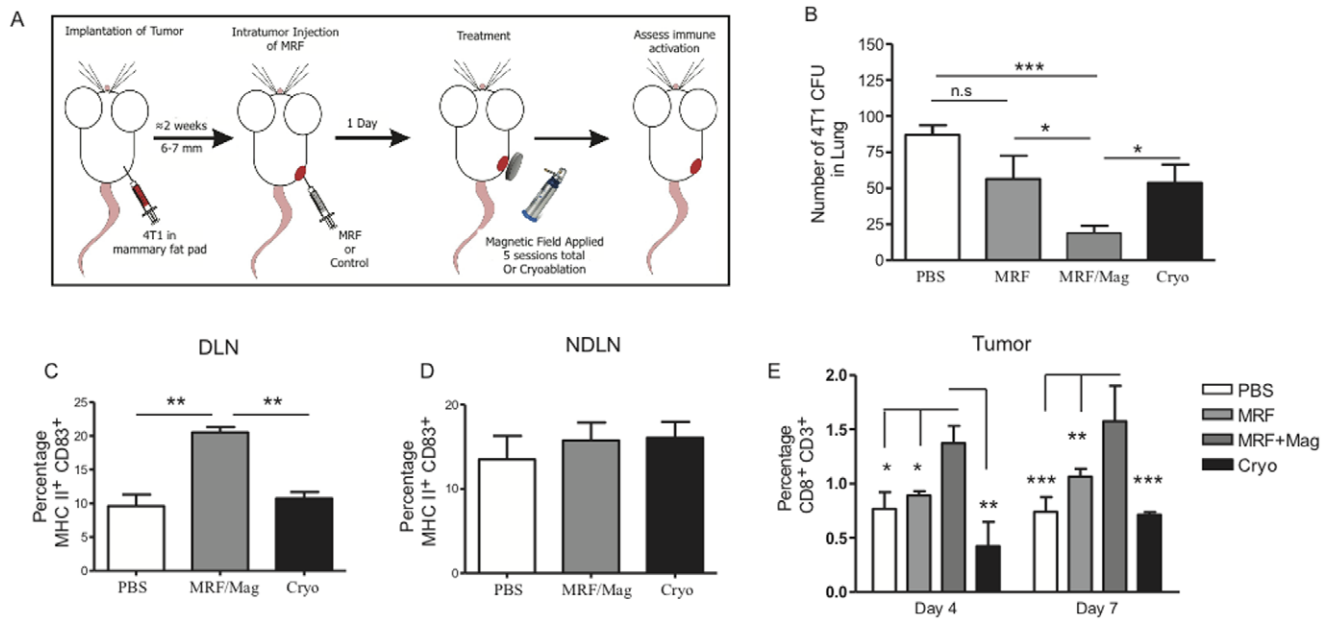 A
Implantation of Tumor
Intratumor Injection
of MRF
Treatment
Assess immune
activation
≈2 weeks
6-7 mm
1 Day
4T1 in
mammary fat pad
MRF
or
Control
Magnetic Field Applied
5 sessions total
Or Cryoablation
B
Number of 4T1 CFU
in Lung
150
125
100
75
50
25
0
***
n.s
*
*
PBS
MRF
MRF/Mag
Cryo
DLN
C
Percentage
MHC II+ CD83+
25
20
15
10
5
0
**
**
PBS
MRF/Mag
Cryo
NDLN
D
Percentage
MHC II+ CD83+
20
10
0
PBS
MRF/Mag
Cryo
Tumor
E
Percentage
CD8+ CD3+
2.0
1.5
1.0
0.5
0.0
*
*
**
***
**
***
Day 4
Day 7
PBS
MRF
MRF+Mag
Cryo